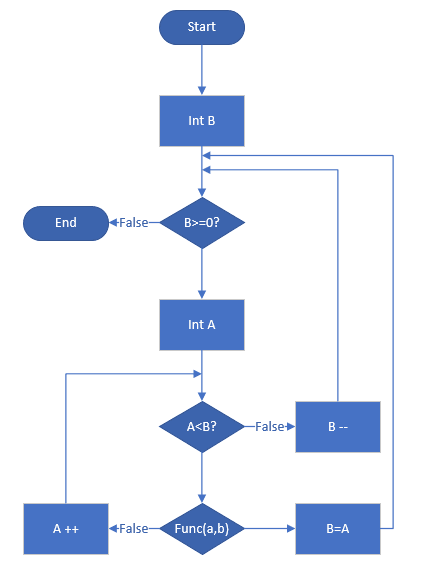 Start
Int B
B>=0?
False
End
Int A
A<B?
False
B --
Func(a,b)
False
A ++
B=A